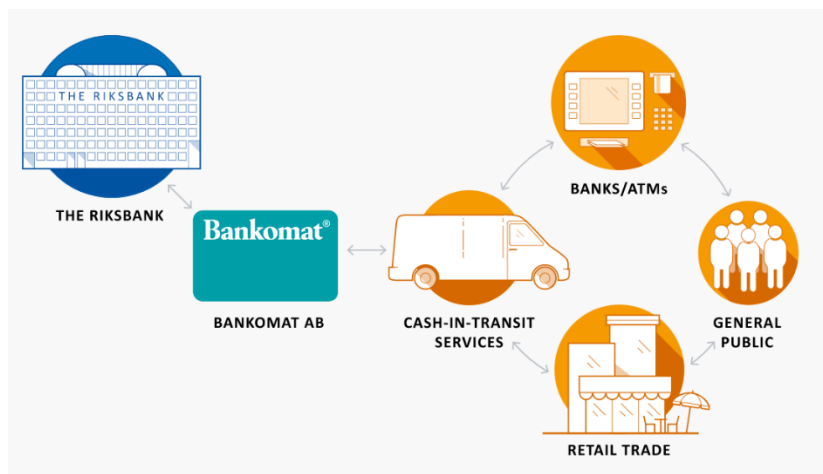 THE RIKSBANK
THE RIKSBANK
Bankomat®
BANKOMAT AB
CASH-IN-TRANSIT
SERVICES
BANKS/ATMs
GENERAL
PUBLIC
RETAIL TRADE